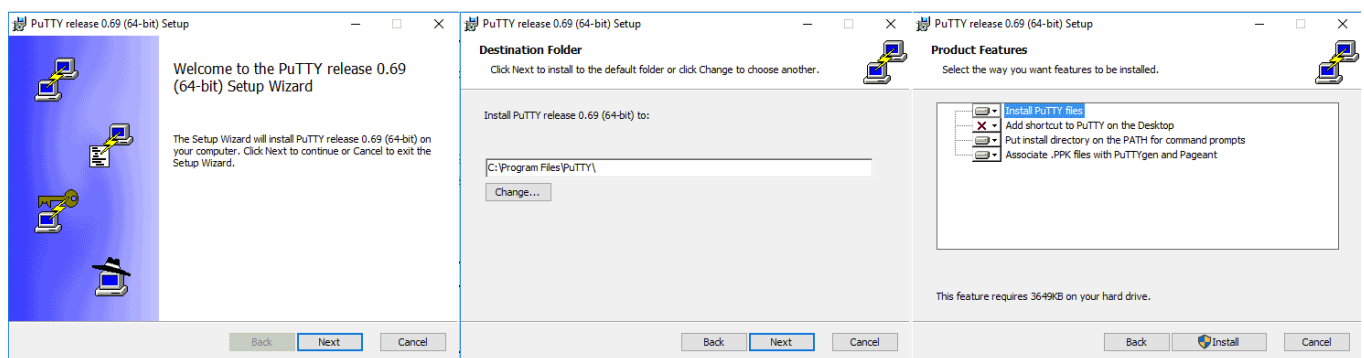 PuTTY release 0.69 (64-bit) Setup
Welcome to the PuTTY release 0.69
(64-bit) Setup Wizard
The Setup Wizard will install PuTTY release 0.69 (64-bit) on
your computer. Click Next to continue or Cancel to exit the
Setup Wizard.
Back
Next
Cancel
PuTTY release 0.69 (64-bit) Setup
Destination Folder
Click Next to install to the default folder or click Change to choose another.
Install PuTTY release 0.69 (64-bit) to:
C:\Program Files\PuTTY\
Change...
Back
Next
Cancel
PuTTY release 0.69 (64-bit) Setup
Product Features
Select the way you want features to be installed.
Install PuTTY files
Add shortcut to PuTTY on the Desktop
Put install directory on the PATH for command prompts
Associate .PPK files with PuTTYgen and Pageant
This feature requires 3649KB on your hard drive.
Back
Install
Cancel